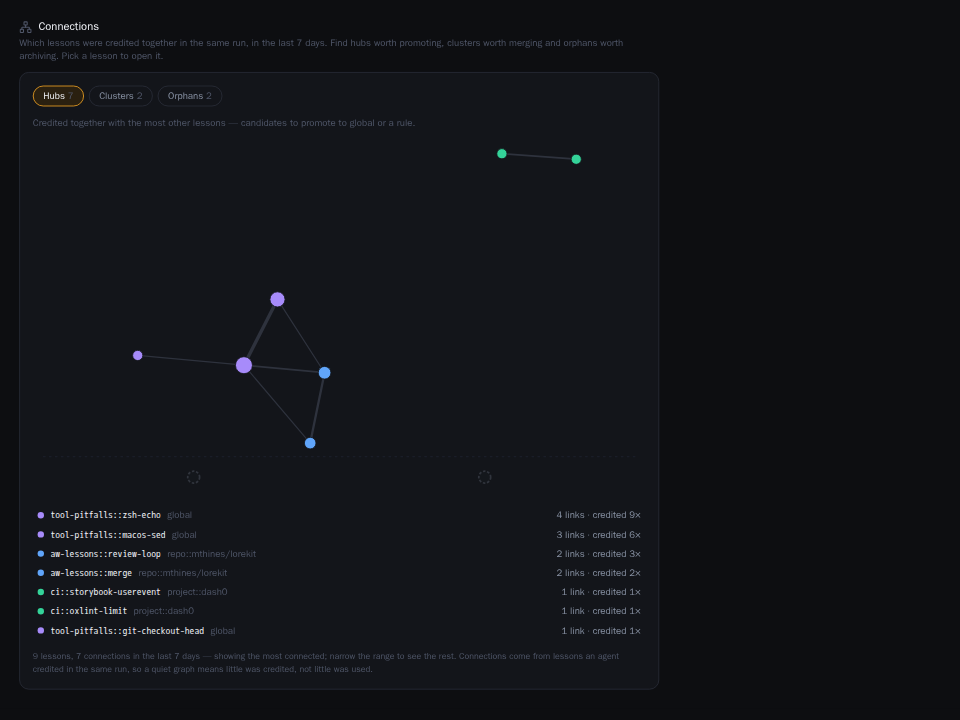 Connections
Which lessons were credited together in the same run, in the last 7 days. Find hubs worth promoting, clusters worth merging and orphans worth
archiving. Pick a lesson to open it.
Hubs 7 Clusters 2 Orphans 2
Credited together with the most other lessons — candidates to promote to global or a rule.
tool-pitfalls::zsh-echo global 4 links · credited 9×
tool-pitfalls::macos-sed global 3 links · credited 6×
aw-lessons::review-loop repo::mthines/lorekit 2 links · credited 3×
aw-lessons::merge repo::mthines/lorekit 2 links · credited 2×
ci::storybook-userevent project::dash0 1 link · credited 1×
ci::oxlint-limit project::dash0 1 link · credited 1×
tool-pitfalls::git-checkout-head global 1 link · credited 1×
9 lessons, 7 connections in the last 7 days — showing the most connected; narrow the range to see the rest. Connections come from lessons an agent
credited in the same run, so a quiet graph means little was credited, not little was used.